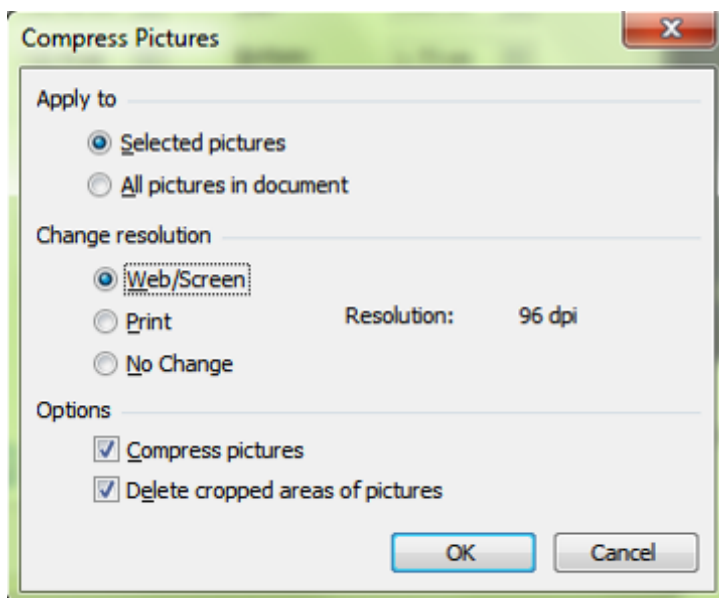 Compress Pictures
Apply to
Selected pictures
All pictures in document
Change resolution
Web/Screen
Print
Resolution: 96 dpi
No Change
Options
Compress pictures
Delete cropped areas of pictures
OK Cancel